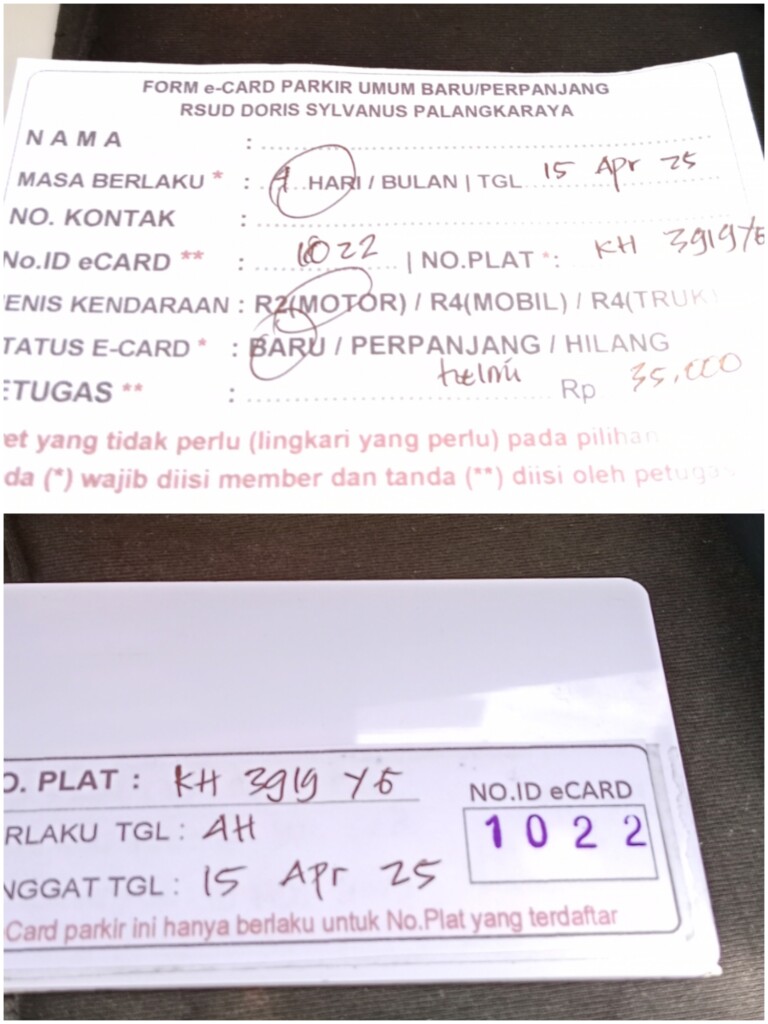 FORM e-CARD PARKIR UMUM BARU/PERPANJANG
RSUD DORIS SYLVANUS PALANGKARAYA
NAMA :
MASA BERLAKU * : HARI / BULAN | TGL 15 Apr 25
NO. KONTAK :
No.ID eCARD ** : 1022 | NO.PLAT *: KH 3919 Y
ENIS KENDARAAN : R2(MOTOR) / R4(MOBIL) / R4(TRUK)
TATUS E-CARD * : BARU / PERPANJANG / HILANG
ETUGAS ** : Rp 35.000
et yang tidak perlu (lingkari yang perlu) pada pilihan
da (*) wajib diisi member dan tanda (**) diisi oleh petugas
O. PLAT : KH 3919 Y
NO.ID eCARD
RLAKU TGL : AH
1022
NGGAT TGL : 15 Apr 25
Card parkir ini hanya berlaku untuk No.Plat yang terdaftar